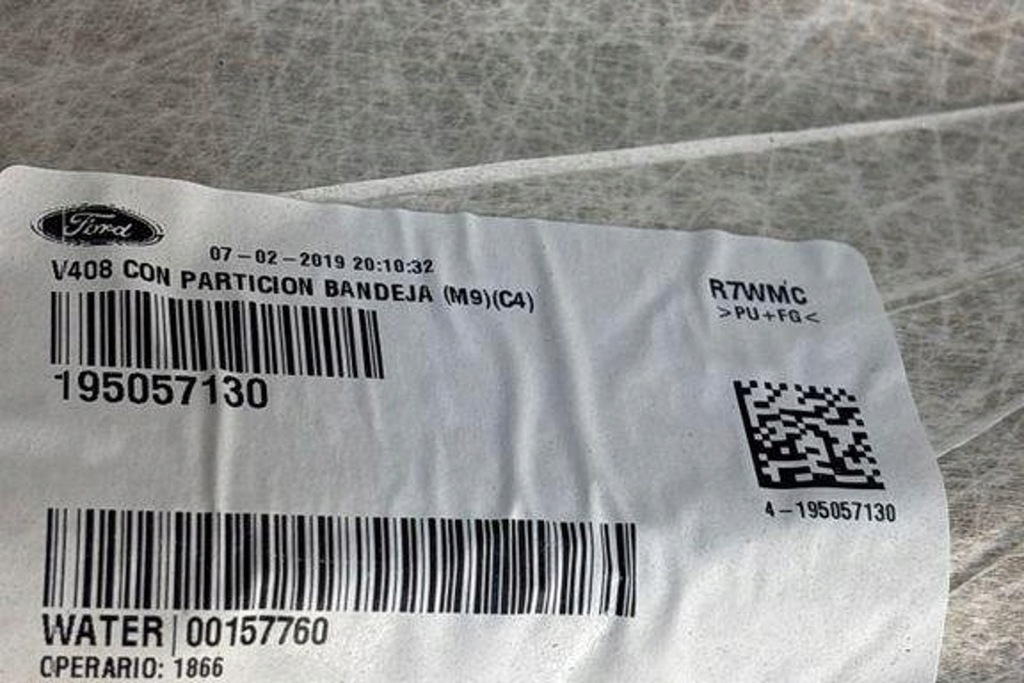 Ford
07-02-2019 20:10:32
V408 CON PARTICION BANDEJA (M9)(C4)
195057130
R7WMC
>PU+FG<
4-195057130
WATER|00157760
OPERARIO: 1866